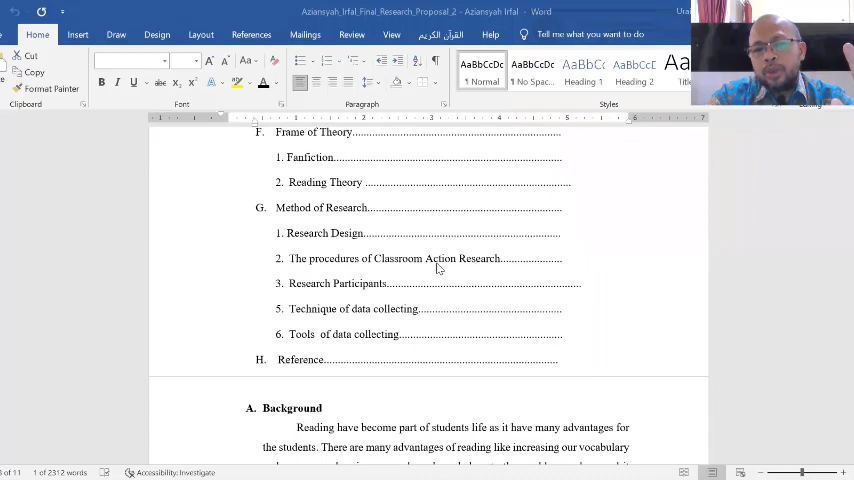 Aziansyah_Irfal_Final_Research_Proposal_2 - Aziansyah Irfal - Word
Home Insert Draw Design Layout References Mailings Review View القرآن الكريم Help Tell me what you want to do
Cut
Copy
Format Painter
Clipboard Font Paragraph Styles
AaBbCcDc AaBbCcDc AaBbCc AaBbCcD
¶ Normal ¶ No Spac... Heading 1 Heading 2
F. Frame of Theory
1. Fanfiction
2. Reading Theory
G. Method of Research
1. Research Design
2. The procedures of Classroom Action Research
3. Research Participants
5. Technique of data collecting
6. Tools of data collecting
H. Reference
A. Background
Reading have become part of students life as it have many advantages for
the students. There are many advantages of reading like increasing our vocabulary
of 11 1 of 2312 words Accessibility: Investigate